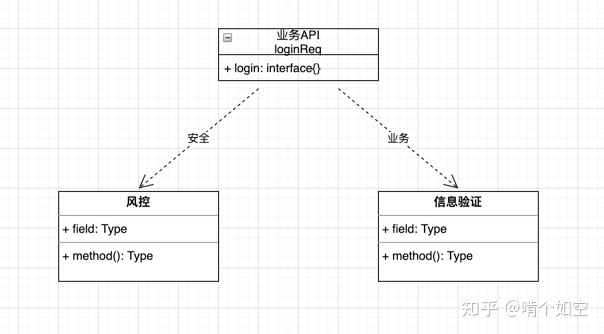 业务API
loginReq
+ login: interface{}
安全
业务
风控
+ field: Type
+ method(): Type
信息验证
+ field: Type
+ method(): Type
知乎 @啃个如空